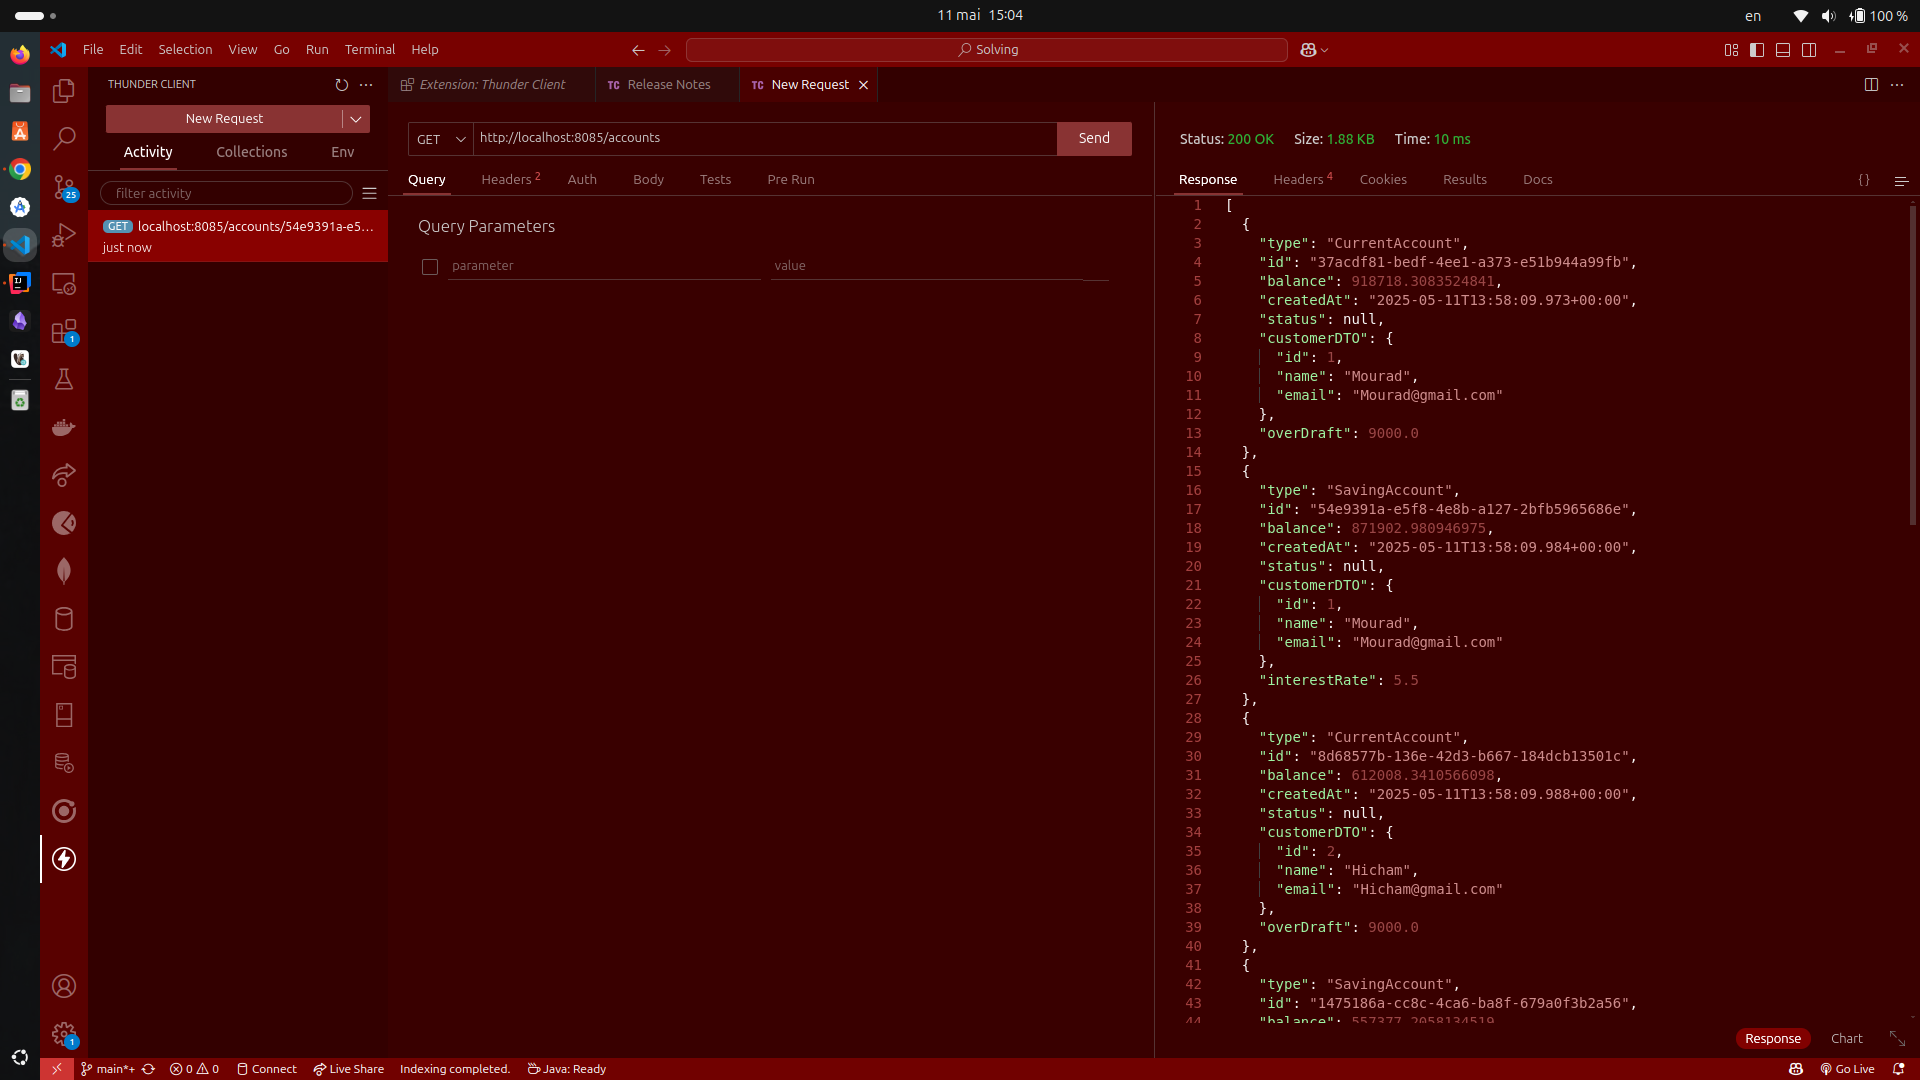 11 mai 15:04
en
100 %
File Edit Selection View Go Run Terminal Help
Solving
THUNDER CLIENT
New Request
Activity Collections Env
filter activity
GET localhost:8085/accounts/54e9391a-e5...
just now
Extension: Thunder Client
TC Release Notes
TC New Request
GET http://localhost:8085/accounts Send
Query Headers 2 Auth Body Tests Pre Run
Query Parameters
parameter value
Status: 200 OK Size: 1.88 KB Time: 10 ms
Response Headers 4 Cookies Results Docs {}
1 [
2 {
3 "type": "CurrentAccount",
4 "id": "37acdf81-bedf-4ee1-a373-e51b944a99fb",
5 "balance": 918718.3083524841,
6 "createdAt": "2025-05-11T13:58:09.973+00:00",
7 "status": null,
8 "customerDTO": {
9 "id": 1,
10 "name": "Mourad",
11 "email": "Mourad@gmail.com"
12 },
13 "overDraft": 9000.0
14 },
15 {
16 "type": "SavingAccount",
17 "id": "54e9391a-e5f8-4e8b-a127-2bfb5965686e",
18 "balance": 871902.980946975,
19 "createdAt": "2025-05-11T13:58:09.984+00:00",
20 "status": null,
21 "customerDTO": {
22 "id": 1,
23 "name": "Mourad",
24 "email": "Mourad@gmail.com"
25 },
26 "interestRate": 5.5
27 },
28 {
29 "type": "CurrentAccount",
30 "id": "8d68577b-136e-42d3-b667-184dcb13501c",
31 "balance": 612008.3410566098,
32 "createdAt": "2025-05-11T13:58:09.988+00:00",
33 "status": null,
34 "customerDTO": {
35 "id": 2,
36 "name": "Hicham",
37 "email": "Hicham@gmail.com"
38 },
39 "overDraft": 9000.0
40 },
41 {
42 "type": "SavingAccount",
43 "id": "1475186a-cc8c-4ca6-ba8f-679a0f3b2a56",
44 "balance": 557377.2058134519
Response Chart
25
1
1
main*+ 0 0 Connect Live Share Indexing completed. Java: Ready
Go Live